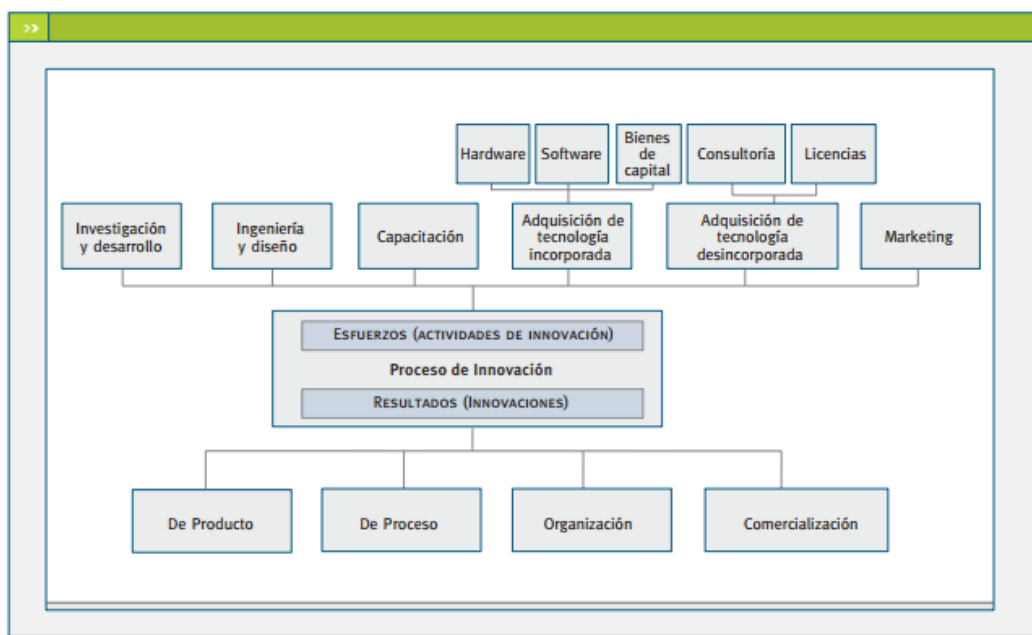 >>
Hardware
Software
Bienes
de
capital
Consultoría
Licencias
Investigación
y desarrollo
Ingeniería
y diseño
Capacitación
Adquisición de
tecnología
incorporada
Adquisición de
tecnología
desincorporada
Marketing
Esfuerzos (actividades de innovación)
Proceso de Innovación
Resultados (Innovaciones)
De Producto
De Proceso
Organización
Comercialización